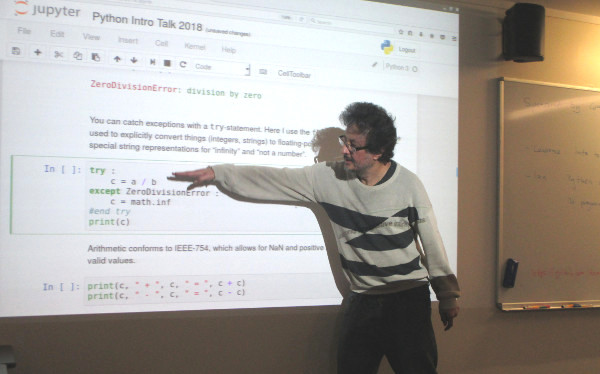 jupyter Python Intro Talk 2018 (unsaved changes)
File Edit View Insert Cell Kernel Help
Logout
Code CellToolbar Python 3
ZeroDivisionError: division by zero
You can catch exceptions with a try-statement. Here I use the
used to explicitly convert things (integers, strings) to floating-
special string representations for "infinity" and "not a number".
In [ ]: try :
c = a / b
except ZeroDivisionError :
c = math.inf
#end try
print(c)
Arithmetic conforms to IEEE-754, which allows for NaN and positive
valid values.
In [ ]: print(c, " + ", c, " = ", c + c)
print(c, " - ", c, " = ", c - c)